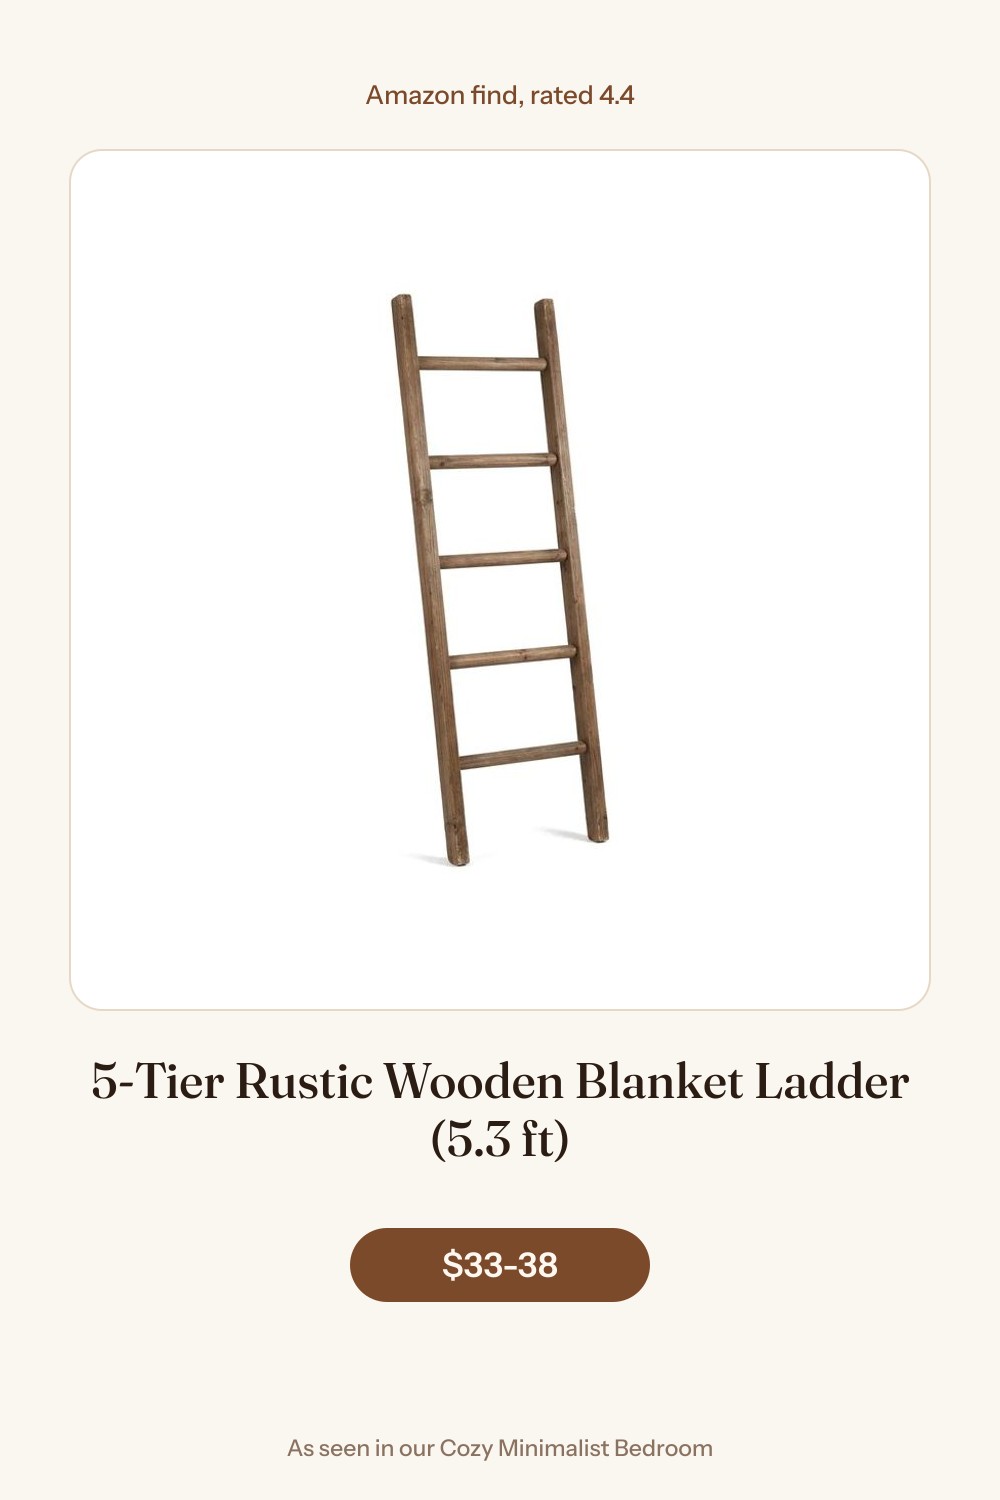 Amazon find, rated 4.4
5-Tier Rustic Wooden Blanket Ladder
(5.3 ft)
$33-38
As seen in our Cozy Minimalist Bedroom